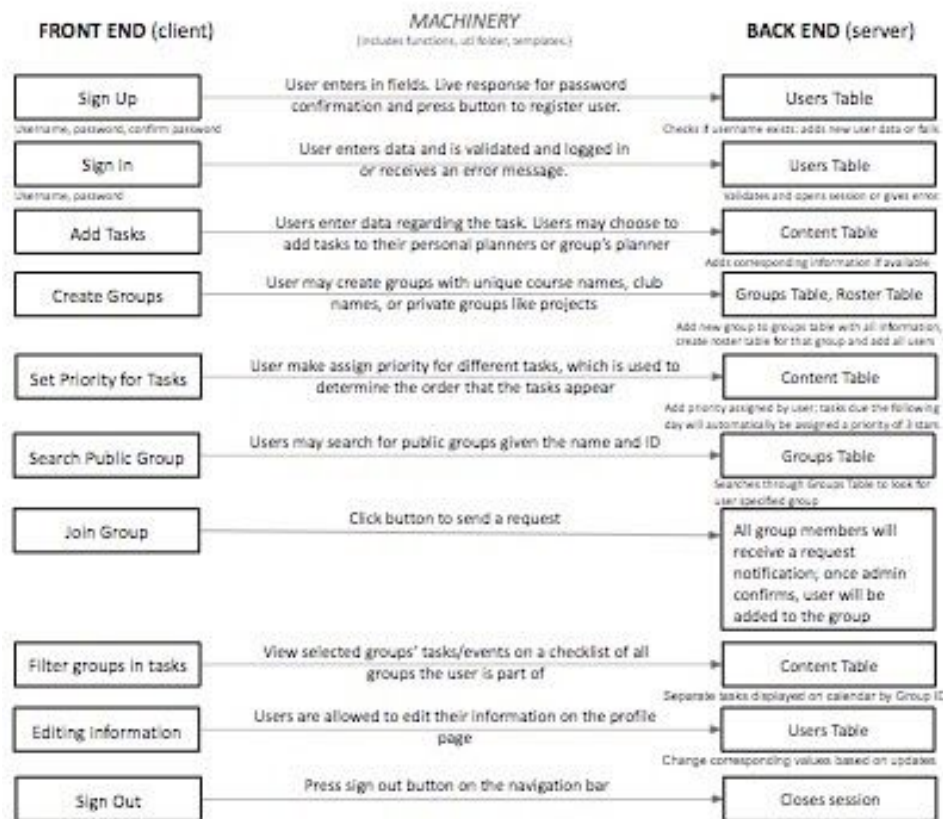 FRONT END (client)
MACHINERY
(includes functions, utl folder, templates.)
BACK END (server)
Sign Up
User enters in fields. Live response for password
confirmation and press button to register user.
Users Table
Username, password, confirm password
Checks if username exists: adds new user data or fails
Sign In
User enters data and is validated and logged in
or receives an error message.
Users Table
Username, password
Validates and opens session or gives error
Add Tasks
Users enter data regarding the task. Users may choose to
add tasks to their personal planners or group's planner
Content Table
Adds corresponding information if available
Create Groups
User may create groups with unique course names, club
names, or private groups like projects
Groups Table, Roster Table
Add new group to groups table with all information,
create roster table for that group and add all users
Set Priority for Tasks
User make assign priority for different tasks, which is used to
determine the order that the tasks appear
Content Table
Add priority assigned by user; tasks due the following
day will automatically be assigned a priority of 3 stars
Search Public Group
Users may search for public groups given the name and ID
Groups Table
Searches through Groups Table to look for
user specified group
Join Group
Click button to send a request
All group members will
receive a request
notification; once admin
confirms, user will be
added to the group
Filter groups in tasks
View selected groups' tasks/events on a checklist of all
groups the user is part of
Content Table
Separate tasks displayed on calendar by Group ID
Editing Information
Users are allowed to edit their information on the profile
page
Users Table
Change corresponding values based on updates
Sign Out
Press sign out button on the navigation bar
Closes session